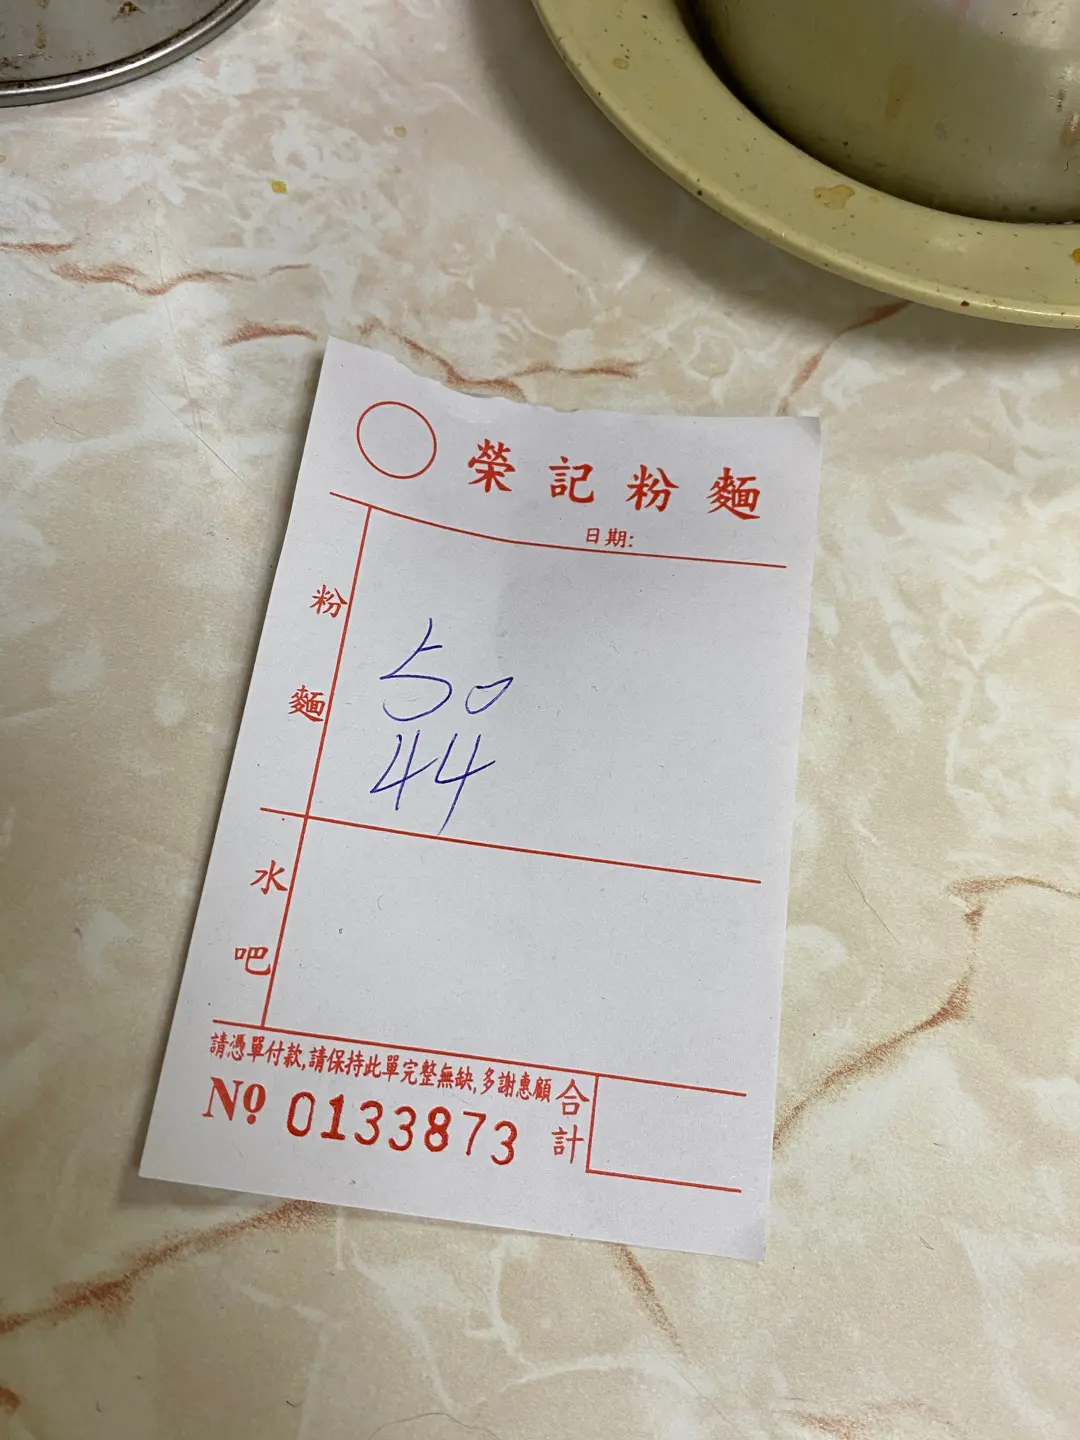 榮記粉麵
日期:
粉麵
50
44
水吧
請憑單付款,請保持此單完整無缺,多謝惠顧
合計
Nº 0133873